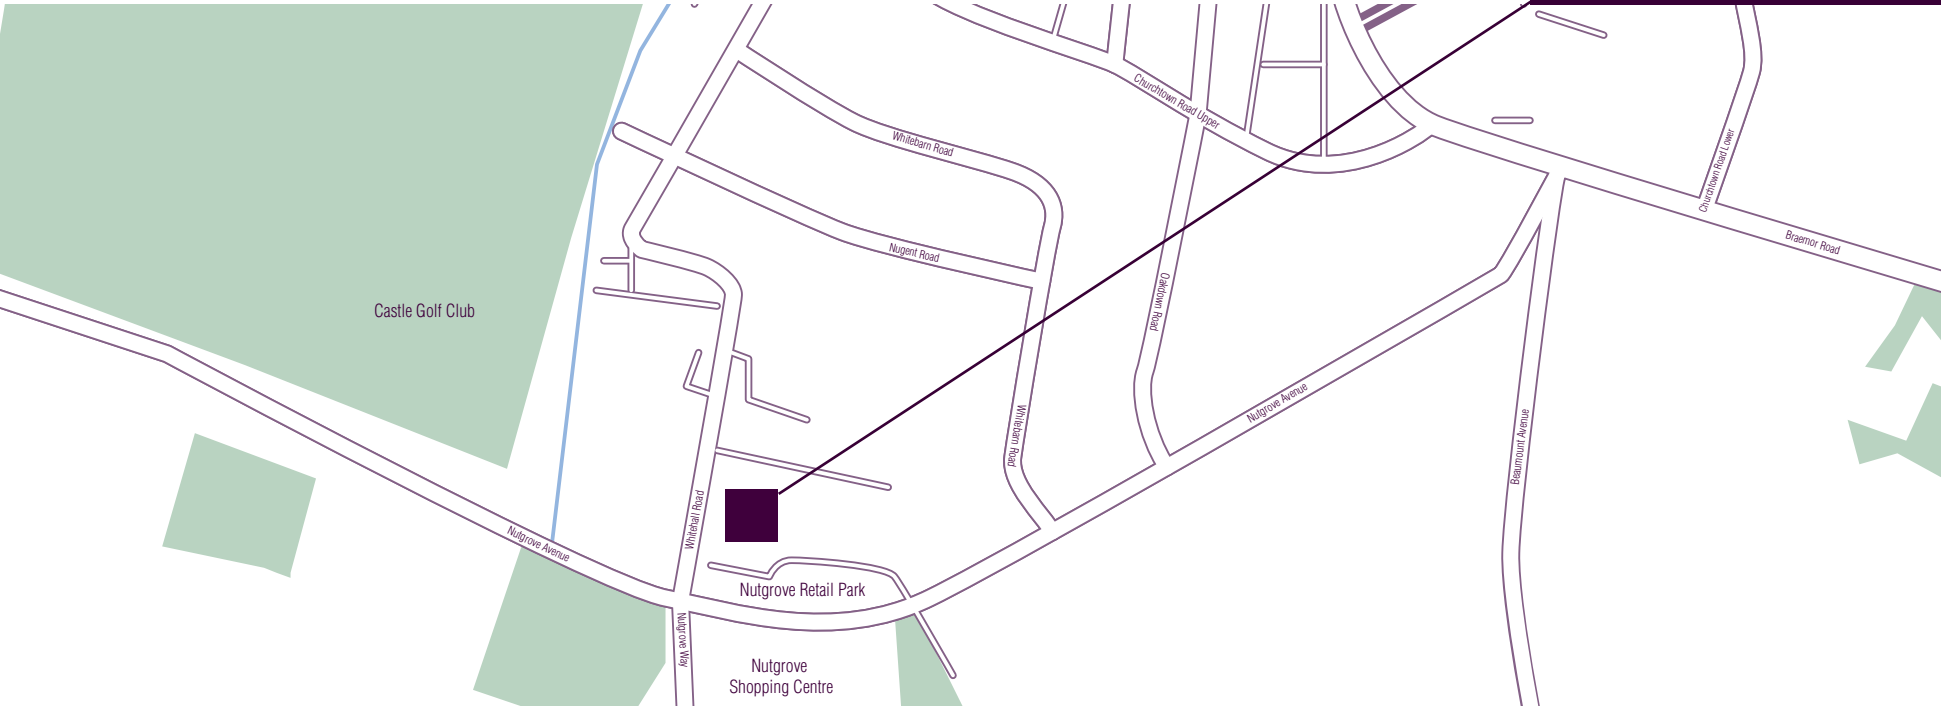 Churchtown Road Upper
Whitebarn Road
Churchtown Road Lower
Nugent Road
Braemor Road
Oakdown Road
Castle Golf Club
Nutgrove Avenue
Whitebarn Road
Beaumount Avenue
Whitehall Road
Nutgrove Avenue
Nutgrove Retail Park
Nutgrove Way
Nutgrove
Shopping Centre